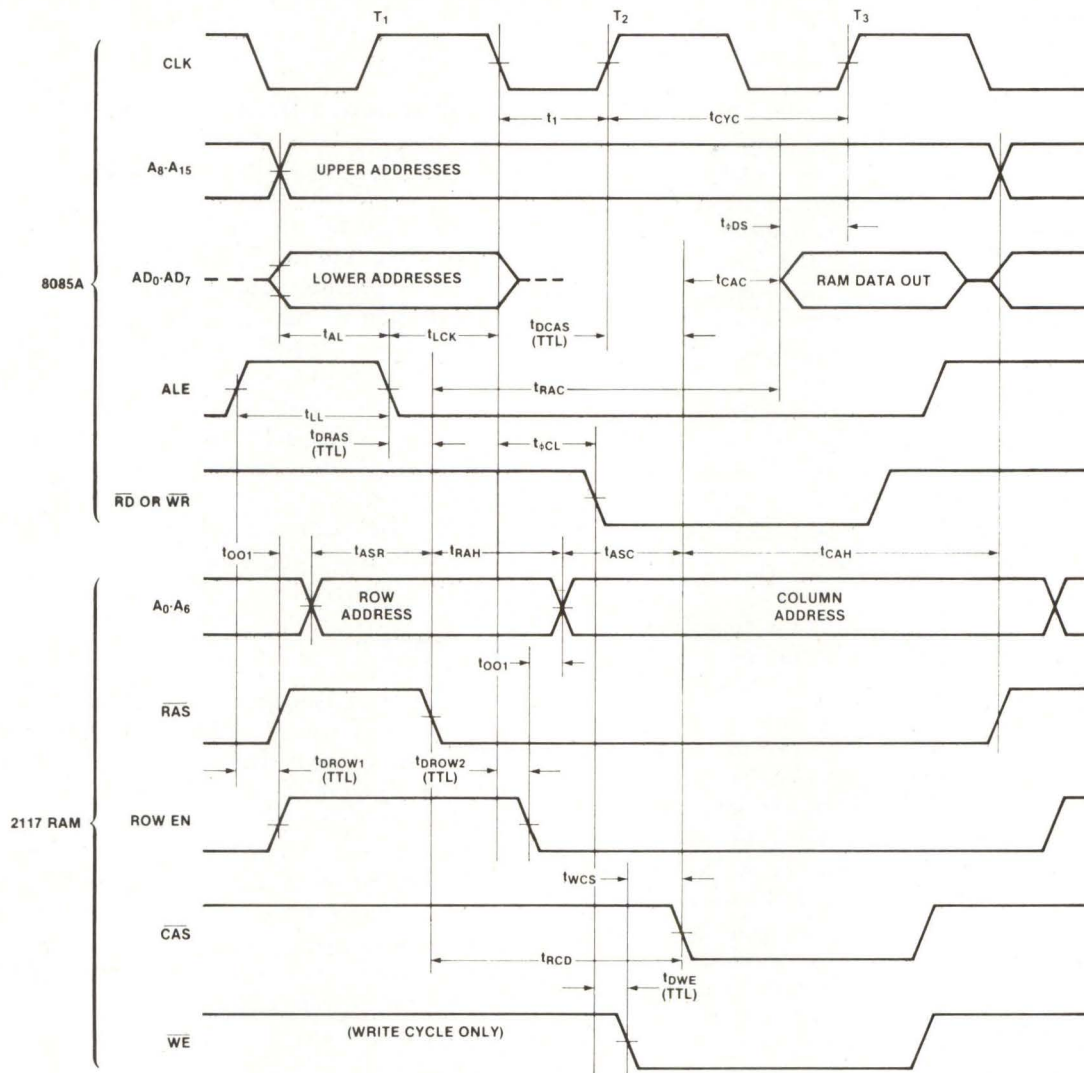 T1
T2
T3
CLK
t1
tCYC
A8-A15
UPPER ADDRESSES
tϕDS
8085A
AD0-AD7
LOWER ADDRESSES
tCAC
RAM DATA OUT
tAL
tLCK
tDCAS
(TTL)
ALE
tRAC
tLL
tDRAS
(TTL)
tϕCL
RD OR WR
tOO1
tASR
tRAH
tASC
tCAH
A0-A6
ROW
ADDRESS
COLUMN
ADDRESS
tOO1
RAS
tDROW1
(TTL)
tDROW2
(TTL)
2117 RAM
ROW EN
tWCS
CAS
tRCD
tDWE
(TTL)
WE
(WRITE CYCLE ONLY)